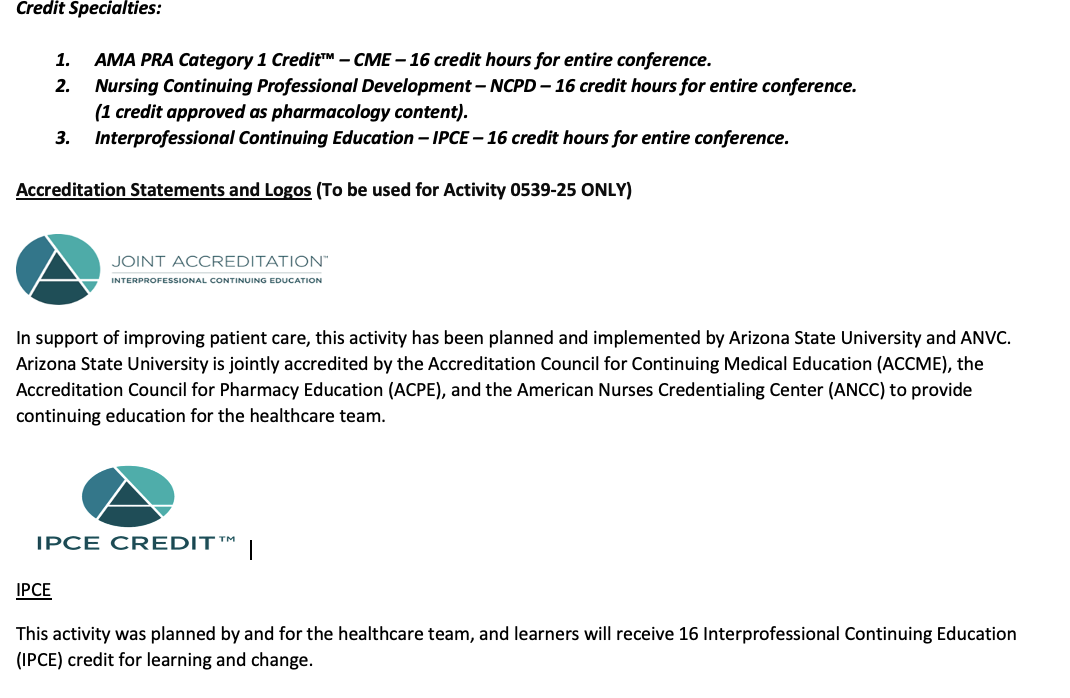 Credit Specialties:
1. AMA PRA Category 1 Credit™ – CME – 16 credit hours for entire conference.
2. Nursing Continuing Professional Development – NCPD – 16 credit hours for entire conference.
(1 credit approved as pharmacology content).
3. Interprofessional Continuing Education – IPCE – 16 credit hours for entire conference.
Accreditation Statements and Logos (To be used for Activity 0539-25 ONLY)
JOINT ACCREDITATION™
INTERPROFESSIONAL CONTINUING EDUCATION
In support of improving patient care, this activity has been planned and implemented by Arizona State University and ANVC.
Arizona State University is jointly accredited by the Accreditation Council for Continuing Medical Education (ACCME), the
Accreditation Council for Pharmacy Education (ACPE), and the American Nurses Credentialing Center (ANCC) to provide
continuing education for the healthcare team.
IPCE CREDIT™
IPCE
This activity was planned by and for the healthcare team, and learners will receive 16 Interprofessional Continuing Education
(IPCE) credit for learning and change.